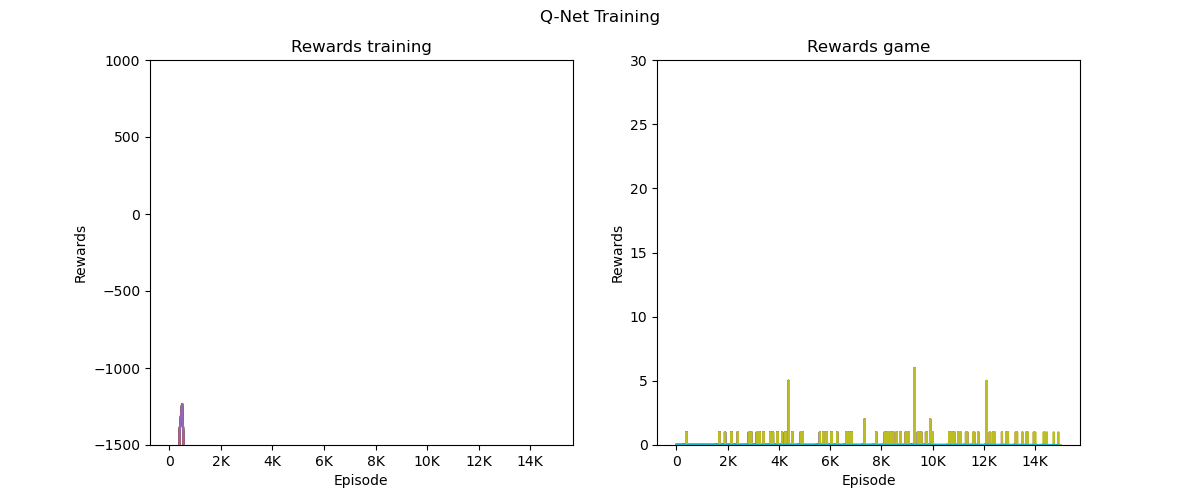 Q-Net Training
Rewards training
Rewards
1000
500
0
−500
−1000
−1500
0 2K 4K 6K 8K 10K 12K 14K
Episode
Rewards game
Rewards
30
25
20
15
10
5
0
0 2K 4K 6K 8K 10K 12K 14K
Episode